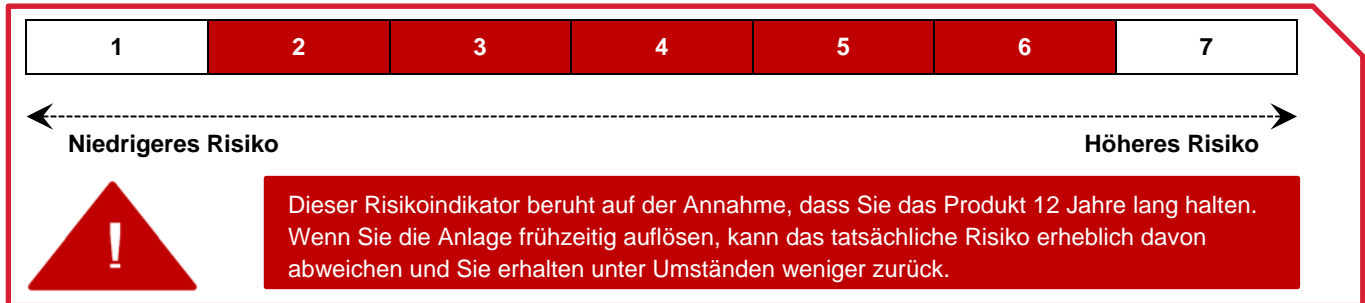 1 2 3 4 5 6 7
Niedrigeres Risiko Höheres Risiko
!
Dieser Risikoindikator beruht auf der Annahme, dass Sie das Produkt 12 Jahre lang halten.
Wenn Sie die Anlage frühzeitig auflösen, kann das tatsächliche Risiko erheblich davon
abweichen und Sie erhalten unter Umständen weniger zurück.